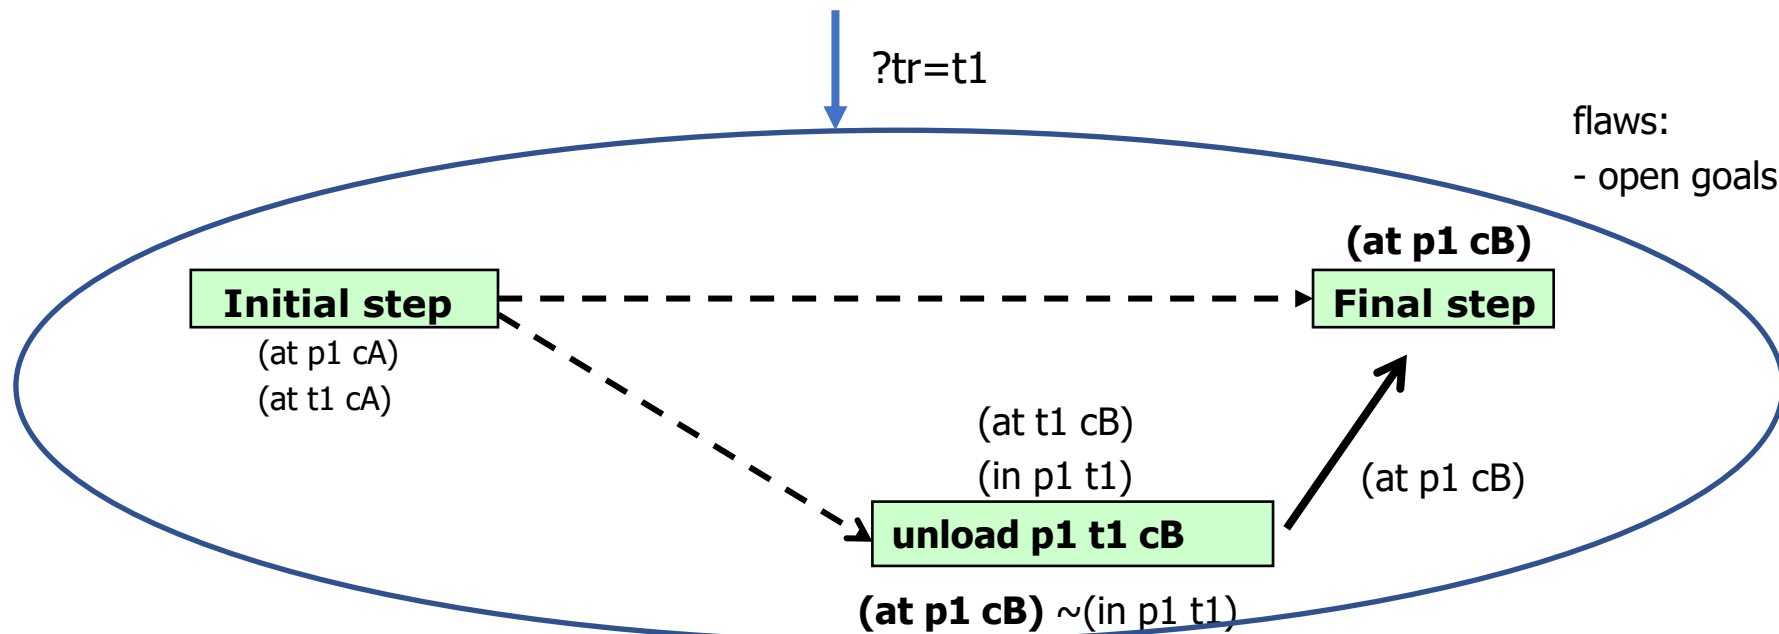 ?tr=t1
flaws:
- open goals
(at p1 cB)
Initial step
Final step
(at p1 cA)
(at t1 cA)
(at t1 cB)
(in p1 t1)
(at p1 cB)
unload p1 t1 cB
(at p1 cB) ~(in p1 t1)